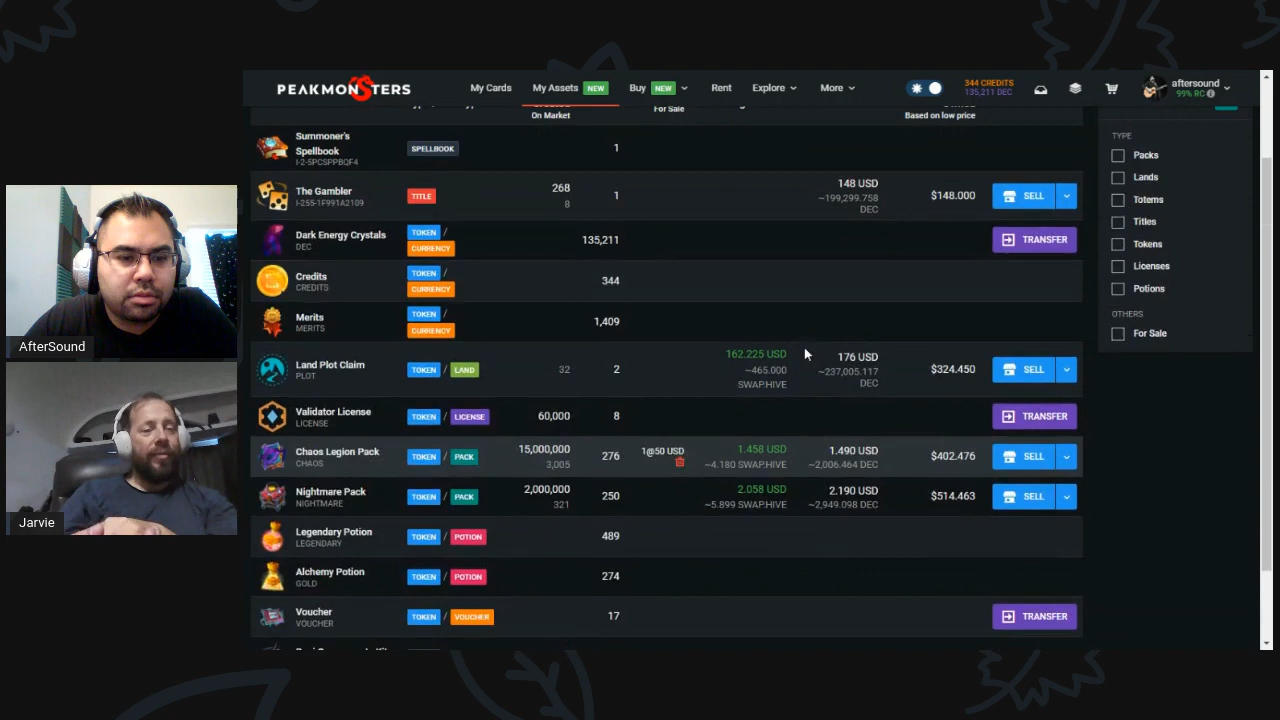 PEAKMONSTERS
My Cards
My Assets NEW
Buy NEW
Rent
Explore
More
344 CREDITS
135,211 DEC
aftersound
99% RC
On Market
For Sale
Based on low price
Summoner's
Spellbook
I-2-5PCSPPBQF4
SPELLBOOK
1
The Gambler
I-255-1F991A2109
TITLE
268
8
1
148 USD
~199,299.758
DEC
$148.000
SELL
Dark Energy Crystals
DEC
TOKEN /
CURRENCY
135,211
TRANSFER
Credits
CREDITS
TOKEN /
CURRENCY
344
Merits
MERITS
TOKEN /
CURRENCY
1,409
Land Plot Claim
PLOT
TOKEN / LAND
32
2
162.225 USD
~465.000
SWAP.HIVE
176 USD
~237,005.117
DEC
$324.450
SELL
Validator License
LICENSE
TOKEN / LICENSE
60,000
8
TRANSFER
Chaos Legion Pack
CHAOS
TOKEN / PACK
15,000,000
3,005
276
1@50 USD
1.458 USD
~4.180 SWAP.HIVE
1.490 USD
~2,006.464 DEC
$402.476
SELL
Nightmare Pack
NIGHTMARE
TOKEN / PACK
2,000,000
321
250
2.058 USD
~5.899 SWAP.HIVE
2.190 USD
~2,949.098 DEC
$514.463
SELL
Legendary Potion
LEGENDARY
TOKEN / POTION
489
Alchemy Potion
GOLD
TOKEN / POTION
274
Voucher
VOUCHER
TOKEN / VOUCHER
17
TRANSFER
TYPE
Packs
Lands
Totems
Titles
Tokens
Licenses
Potions
OTHERS
For Sale
AfterSound
Jarvie